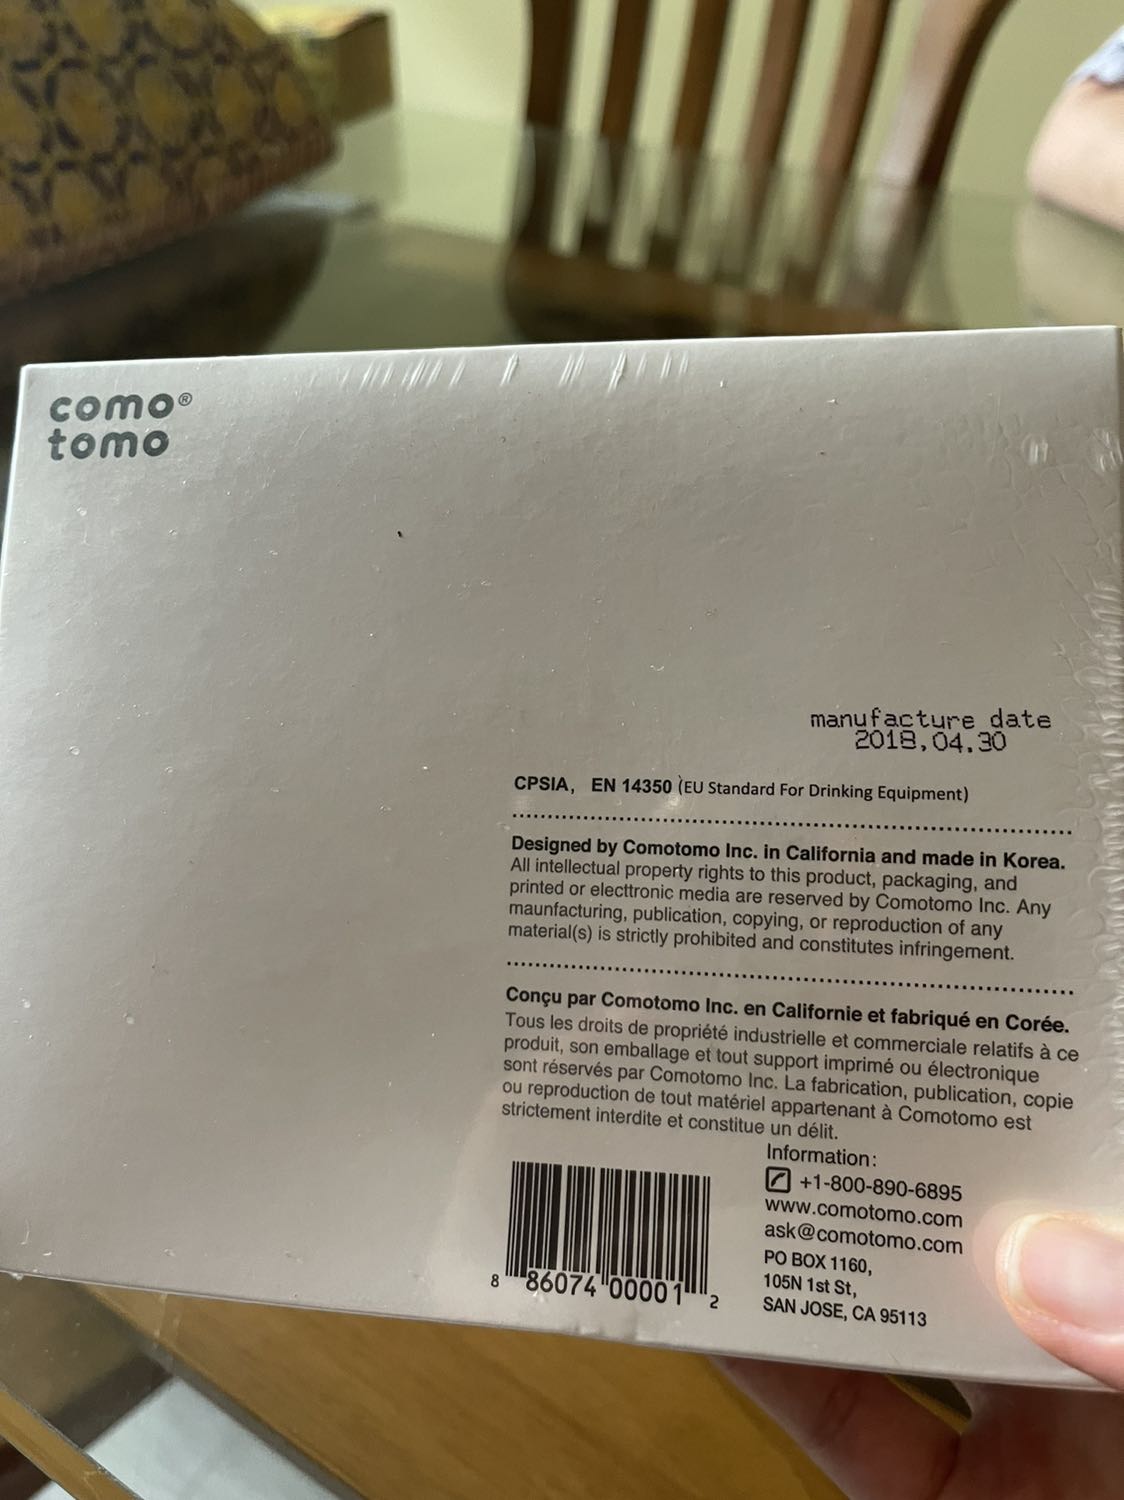 como®
tomo
manufacture date
2018,04.30
CPSIA, EN 14350 (EU Standard For Drinking Equipment)
Designed by Comotomo Inc. in California and made in Korea.
All intellectual property rights to this product, packaging, and
printed or electtronic media are reserved by Comotomo Inc. Any
maunfacturing, publication, copying, or reproduction of any
material(s) is strictly prohibited and constitutes infringement.
Conçu par Comotomo Inc. en Californie et fabriqué en Corée.
Tous les droits de propriété industrielle et commerciale relatifs à ce
produit, son emballage et tout support imprimé ou électronique
sont réservés par Comotomo Inc. La fabrication, publication, copie
ou reproduction de tout matériel appartenant à Comotomo est
strictement interdite et constitue un délit.
Information:
+1-800-890-6895
www.comotomo.com
ask@comotomo.com
PO BOX 1160,
105N 1st St,
SAN JOSE, CA 95113
8 86074 00001 2